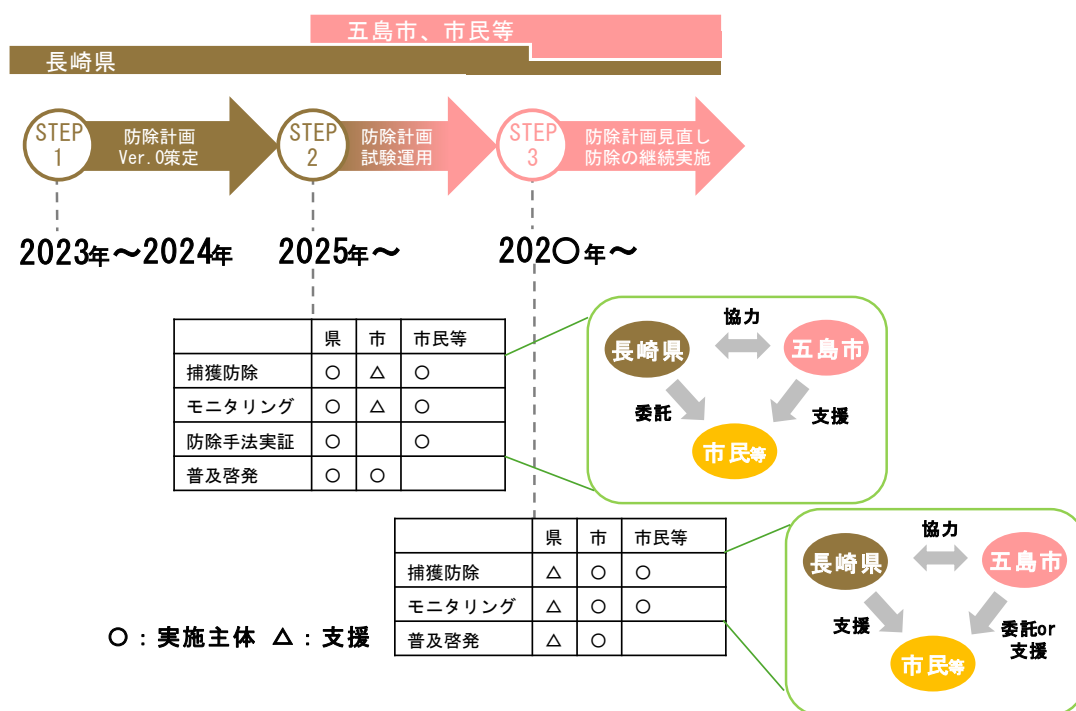 五島市、市民等
長崎県
STEP
1
防除計画
Ver.0策定
STEP
2
防除計画
試験運用
STEP
3
防除計画見直し
防除の継続実施
2023年～2024年
2025年～
202〇年～
県 市 市民等
捕獲防除 〇 △ 〇
モニタリング 〇 △ 〇
防除手法実証 〇 〇
普及啓発 〇 〇
協力
長崎県
五島市
委託
支援
市民等
県 市 市民等
捕獲防除 △ 〇 〇
モニタリング △ 〇 〇
普及啓発 △ 〇
協力
長崎県
五島市
支援
委託or
支援
市民等
〇：実施主体 △：支援